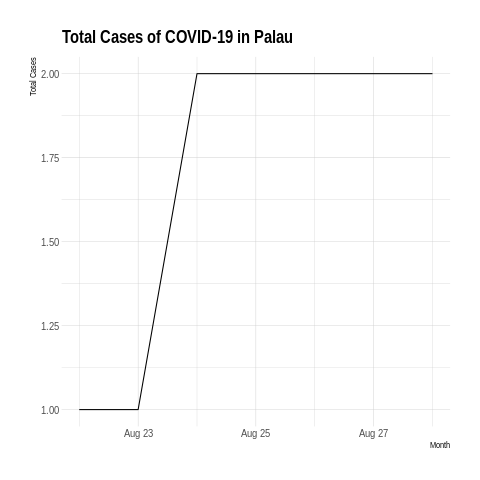 Total Cases of COVID-19 in Palau
Total Cases
2.00
1.75
1.50
1.25
1.00
Aug 23 Aug 25 Aug 27
Month